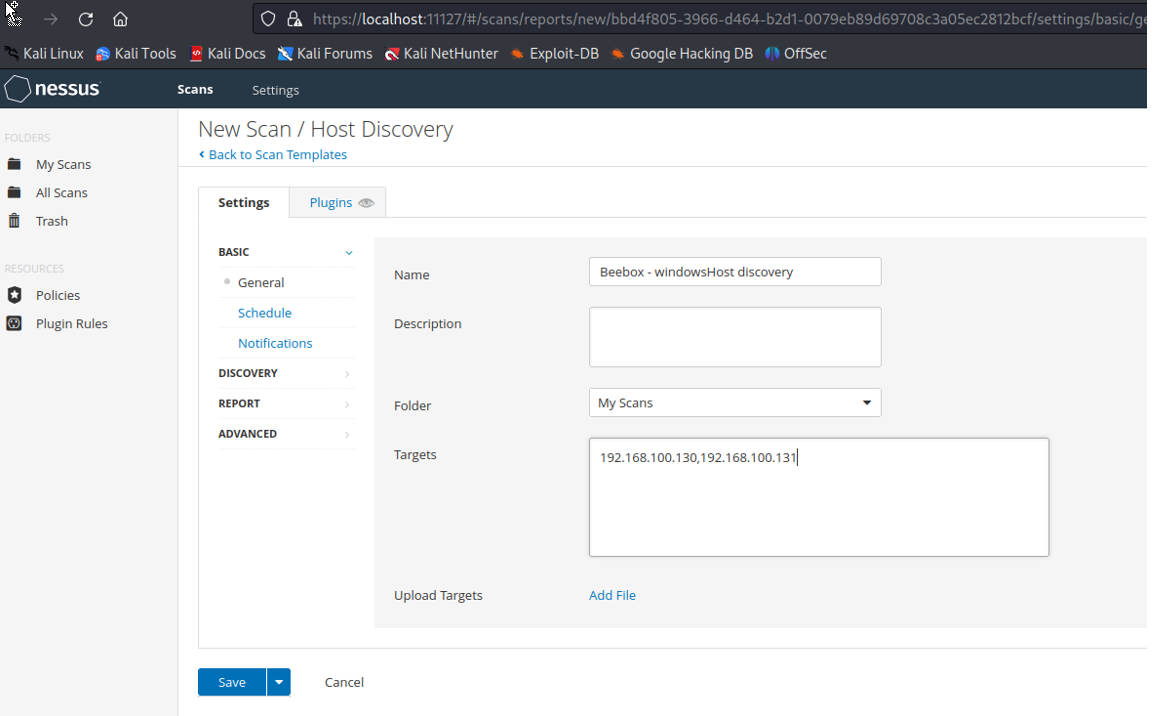 https://localhost:11127/#/scans/reports/new/bbd4f805-3966-d464-b2d1-0079eb89d69708c3a05ec2812bcf/settings/basic/ge
Kali Linux Kali Tools Kali Docs Kali Forums Kali NetHunter Exploit-DB Google Hacking DB OffSec
nessus Scans Settings
New Scan / Host Discovery
Back to Scan Templates
FOLDERS
My Scans
All Scans
Trash
RESOURCES
Policies
Plugin Rules
Settings Plugins
BASIC
General
Schedule
Notifications
DISCOVERY
REPORT
ADVANCED
Name Beebox - windowsHost discovery
Description
Folder My Scans
Targets 192.168.100.130,192.168.100.131
Upload Targets Add File
Save Cancel